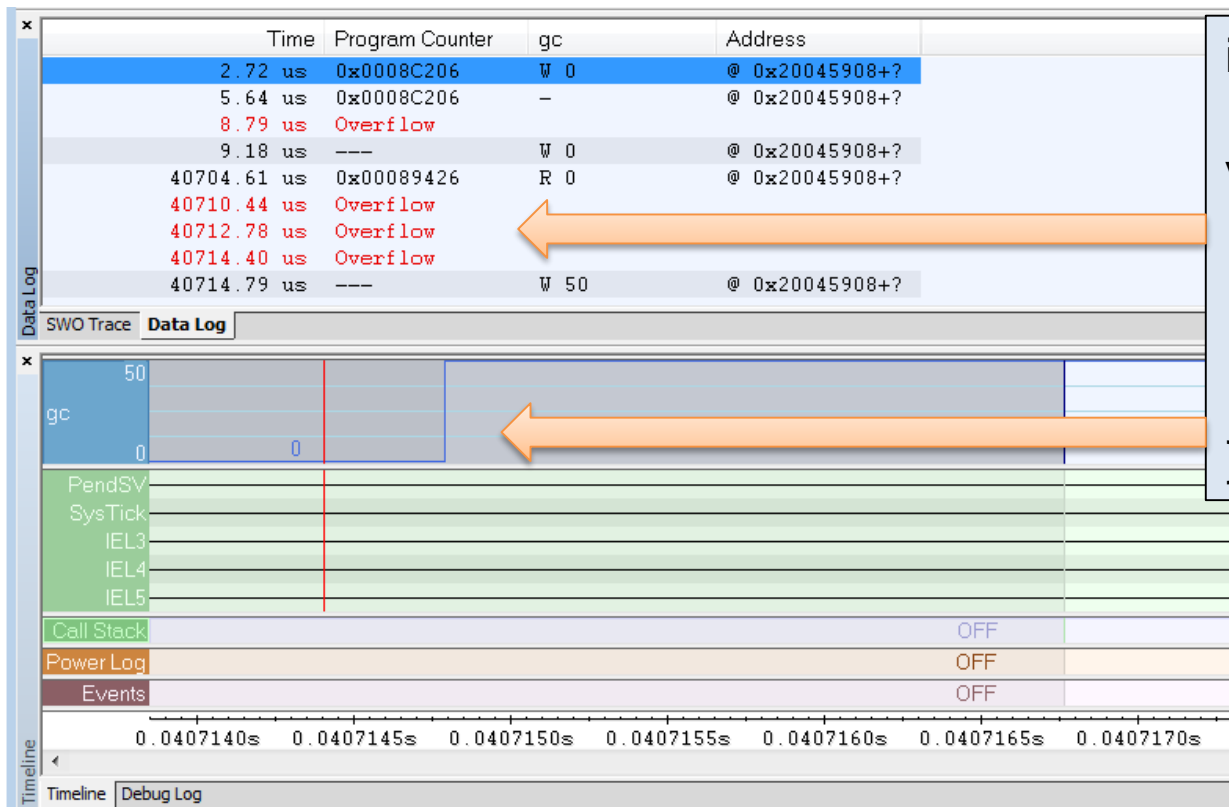 Time Program Counter gc Address
2.72 us 0x0008C206 W 0 @ 0x20045908+?
5.64 us 0x0008C206 - @ 0x20045908+?
8.79 us Overflow
9.18 us --- W 0 @ 0x20045908+?
40704.61 us 0x00089426 R 0 @ 0x20045908+?
40710.44 us Overflow
40712.78 us Overflow
40714.40 us Overflow
40714.79 us --- W 50 @ 0x20045908+?
Data Log
SWO Trace Data Log
50
gc
0 0
PendSV
SysTick
IEL3
IEL4
IEL5
Call Stack OFF
Power Log OFF
Events OFF
0.0407140s 0.0407145s 0.0407150s 0.0407155s 0.0407160s 0.0407165s 0.0407170s
Timeline
Timeline Debug Log